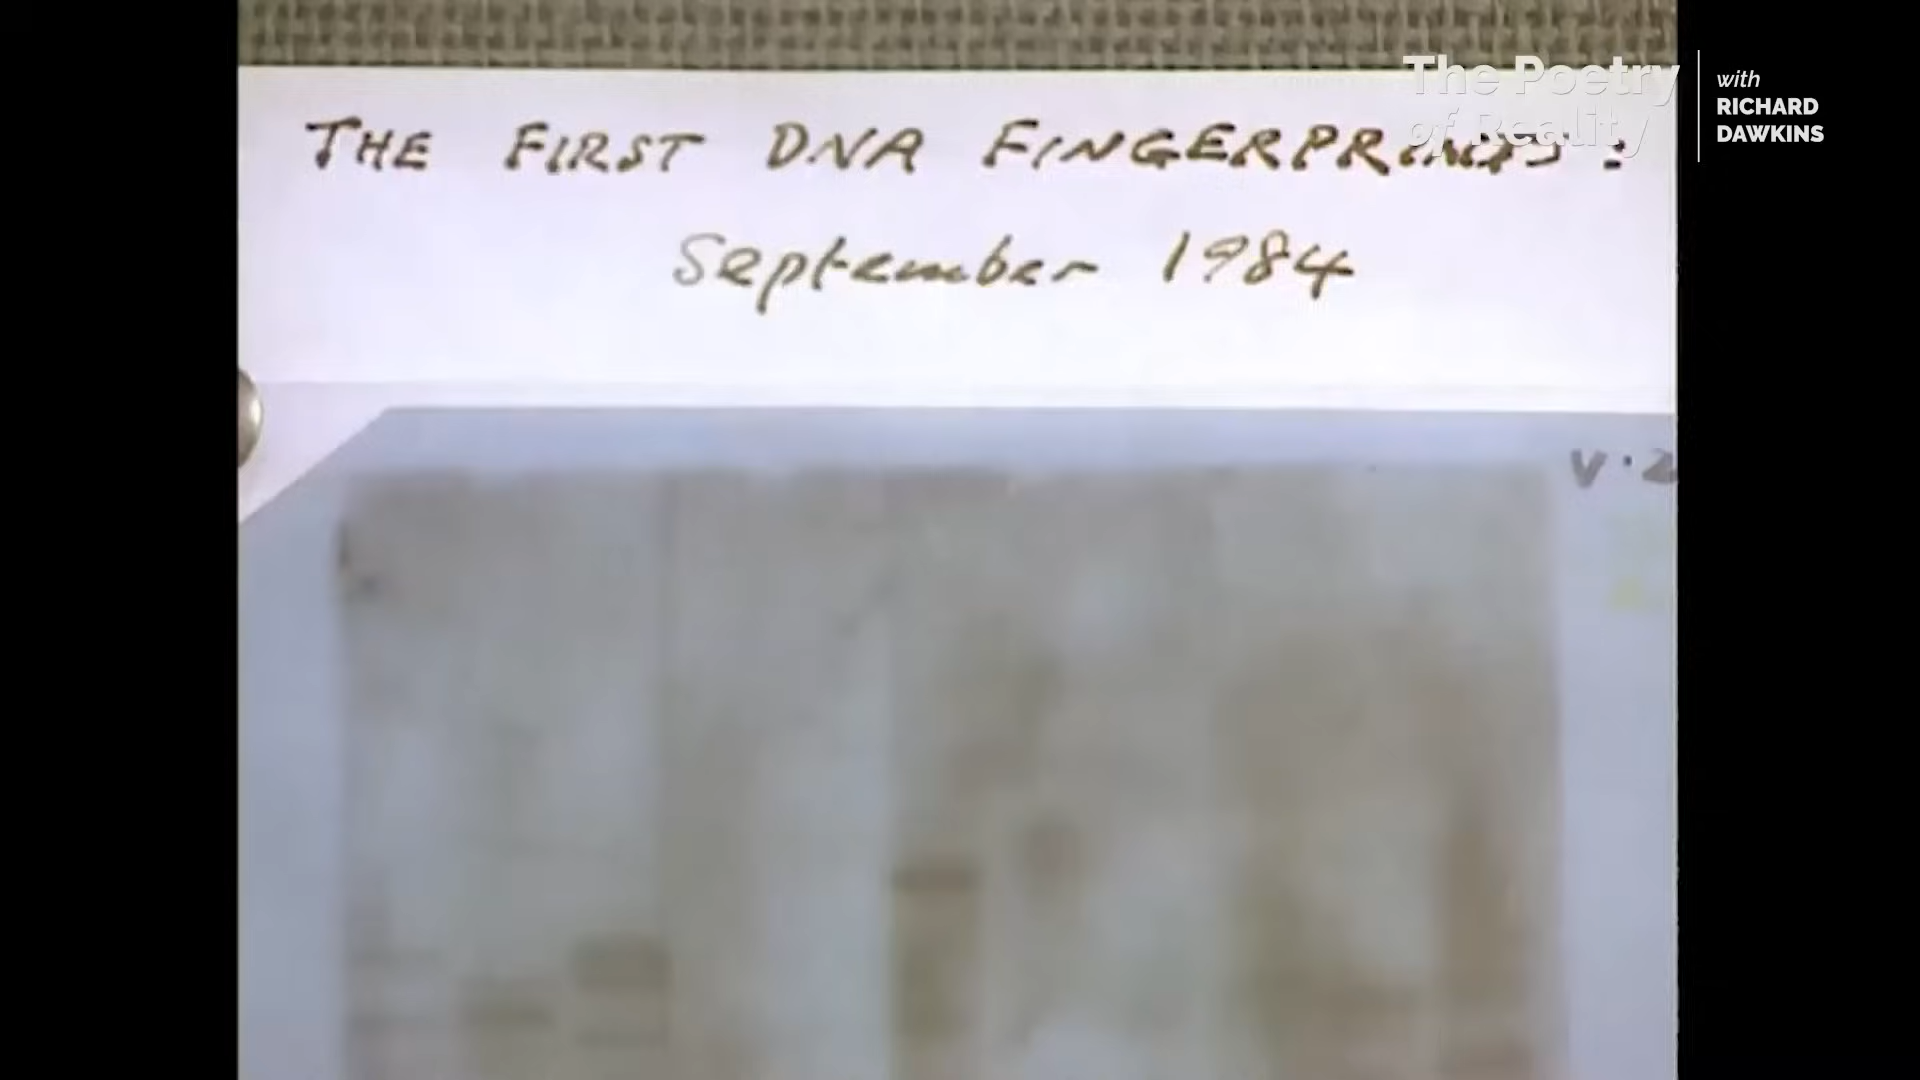 The Poetry
of Reality
with
RICHARD
DAWKINS
THE FIRST DNA FINGERPRINTS:
September 1984